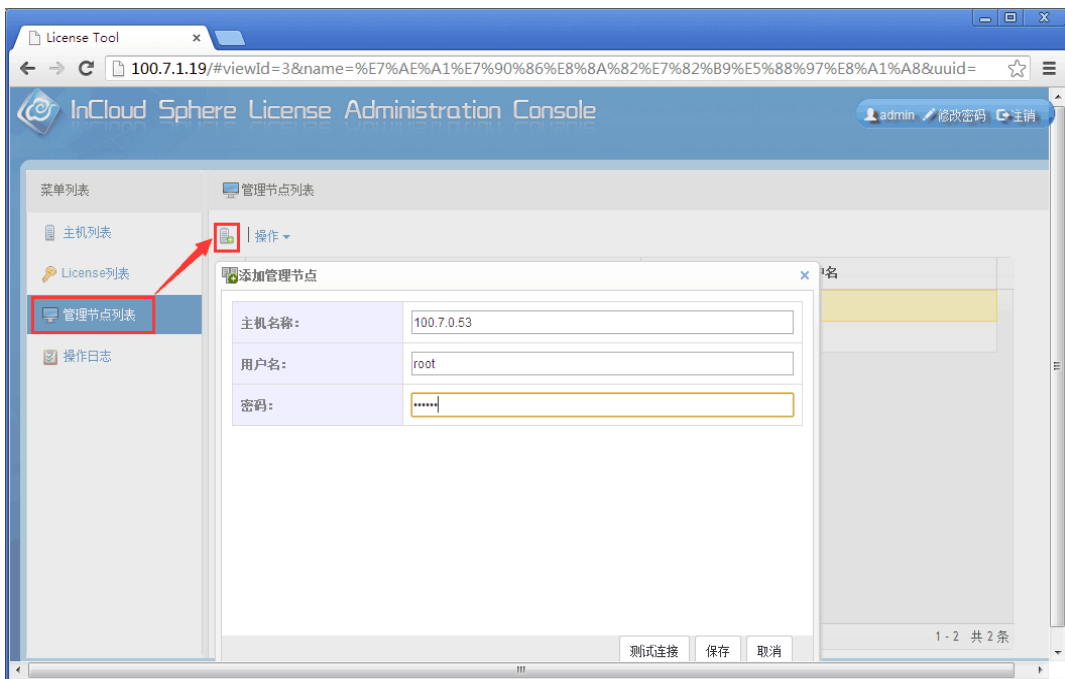 License Tool
100.7.1.19/#viewId=3&name=%E7%AE%A1%E7%90%86%E8%8A%82%E7%82%B9%E5%88%97%E8%A1%A8&uuid=
InCloud Sphere License Administration Console
admin 修改密码 注销
菜单列表
管理节点列表
主机列表
操作
License列表
添加管理节点
户名
管理节点列表
主机名称:
100.7.0.53
操作日志
用户名:
root
密码:
••••••
1 - 2 共 2 条
测试连接 保存 取消